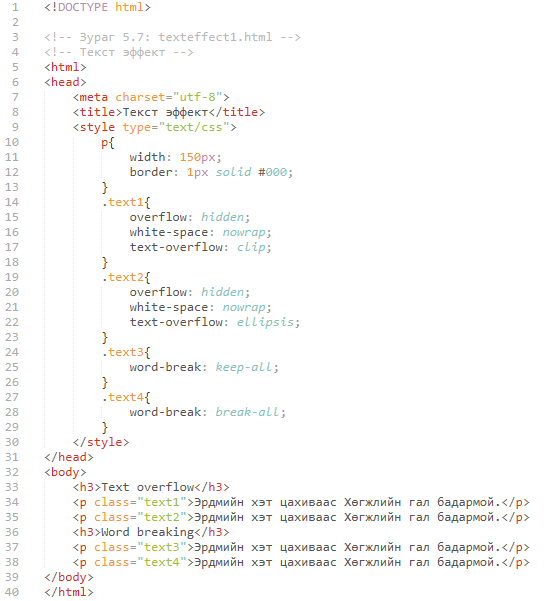 1 <!DOCTYPE html>
2
3 <!-- Зураг 5.7: texteffect1.html -->
4 <!-- Текст эффект -->
5 <html>
6 <head>
7     <meta charset="utf-8">
8     <title>Текст эффект</title>
9     <style type="text/css">
10         p{
11             width: 150px;
12             border: 1px solid #000;
13         }
14         .text1{
15             overflow: hidden;
16             white-space: nowrap;
17             text-overflow: clip;
18         }
19         .text2{
20             overflow: hidden;
21             white-space: nowrap;
22             text-overflow: ellipsis;
23         }
24         .text3{
25             word-break: keep-all;
26         }
27         .text4{
28             word-break: break-all;
29         }
30     </style>
31 </head>
32 <body>
33     <h3>Text overflow</h3>
34     <p class="text1">Эрдмийн хэт цахиваас Хөгжлийн гал бадармой.</p>
35     <p class="text2">Эрдмийн хэт цахиваас Хөгжлийн гал бадармой.</p>
36     <h3>Word breaking</h3>
37     <p class="text3">Эрдмийн хэт цахиваас Хөгжлийн гал бадармой.</p>
38     <p class="text4">Эрдмийн хэт цахиваас Хөгжлийн гал бадармой.</p>
39 </body>
40 </html>